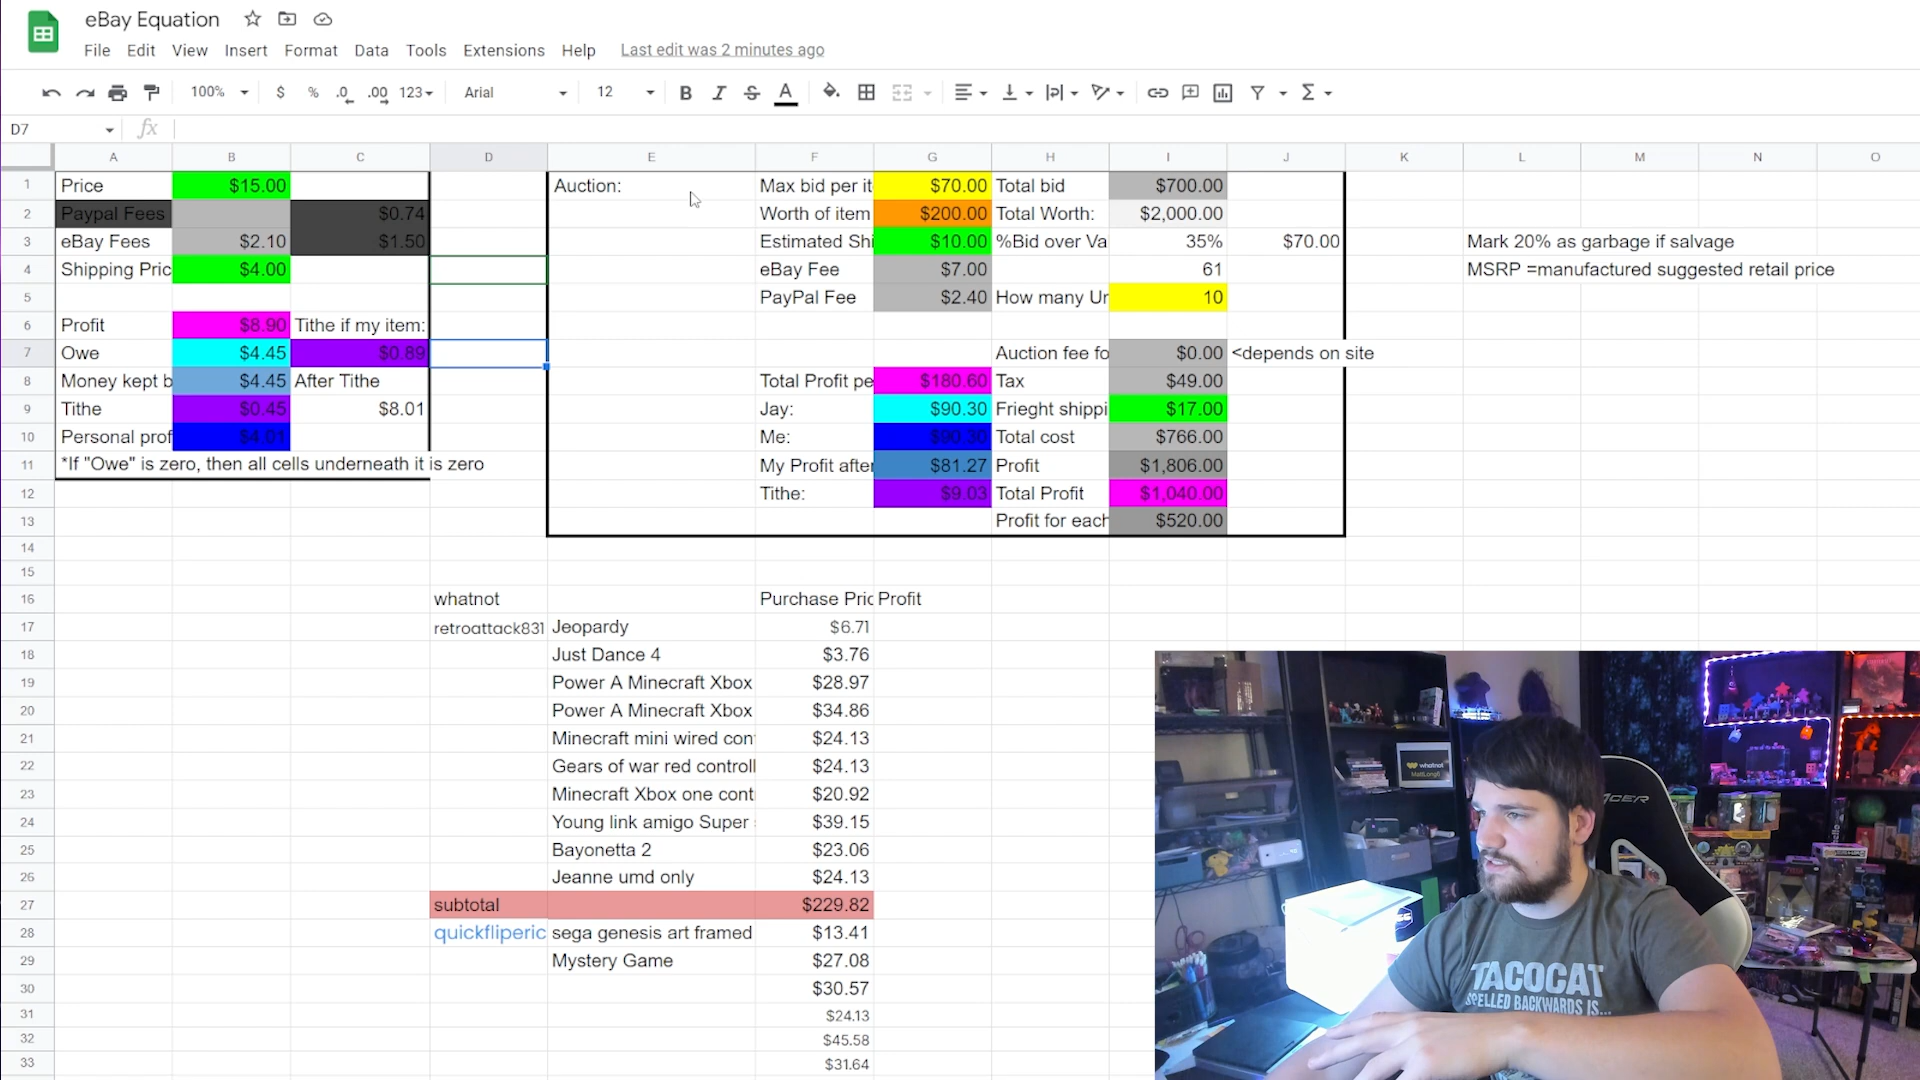 eBay Equation
File Edit View Insert Format Data Tools Extensions Help Last edit was 2 minutes ago
100% $ % .0 .00 123 Arial 12 B I S A
D7 fx
A B C D E F G H I J K L M N O
1 Price $15.00 Auction: Max bid per it $70.00 Total bid $700.00
2 Paypal Fees $0.74 Worth of item $200.00 Total Worth: $2,000.00
3 eBay Fees $2.10 $1.50 Estimated Shi $10.00 %Bid over Va 35% $70.00 Mark 20% as garbage if salvage
4 Shipping Pric $4.00 eBay Fee $7.00 61 MSRP =manufactured suggested retail price
5 PayPal Fee $2.40 How many Un 10
6 Profit $8.90 Tithe if my item:
7 Owe $4.45 $0.89 Auction fee fo $0.00 <depends on site
8 Money kept b $4.45 After Tithe Total Profit pe $180.60 Tax $49.00
9 Tithe $0.45 $8.01 Jay: $90.30 Frieght shippi $17.00
10 Personal prof $4.01 Me: $90.30 Total cost $766.00
11 *If "Owe" is zero, then all cells underneath it is zero My Profit after $81.27 Profit $1,806.00
12 Tithe: $9.03 Total Profit $1,040.00
13 Profit for each $520.00
14
15
16 whatnot Purchase Pric Profit
17 retroattack831 Jeopardy $6.71
18 Just Dance 4 $3.76
19 Power A Minecraft Xbox $28.97
20 Power A Minecraft Xbox $34.86
21 Minecraft mini wired con $24.13
22 Gears of war red controll $24.13
23 Minecraft Xbox one conti $20.92
24 Young link amigo Super $39.15
25 Bayonetta 2 $23.06
26 Jeanne umd only $24.13
27 subtotal $229.82
28 quickfliperic sega genesis art framed $13.41
29 Mystery Game $27.08
30 $30.57
31 $24.13
32 $45.58
33 $31.64
whatnot
ACER
TACOCAT
SPELLED BACKWARDS IS...